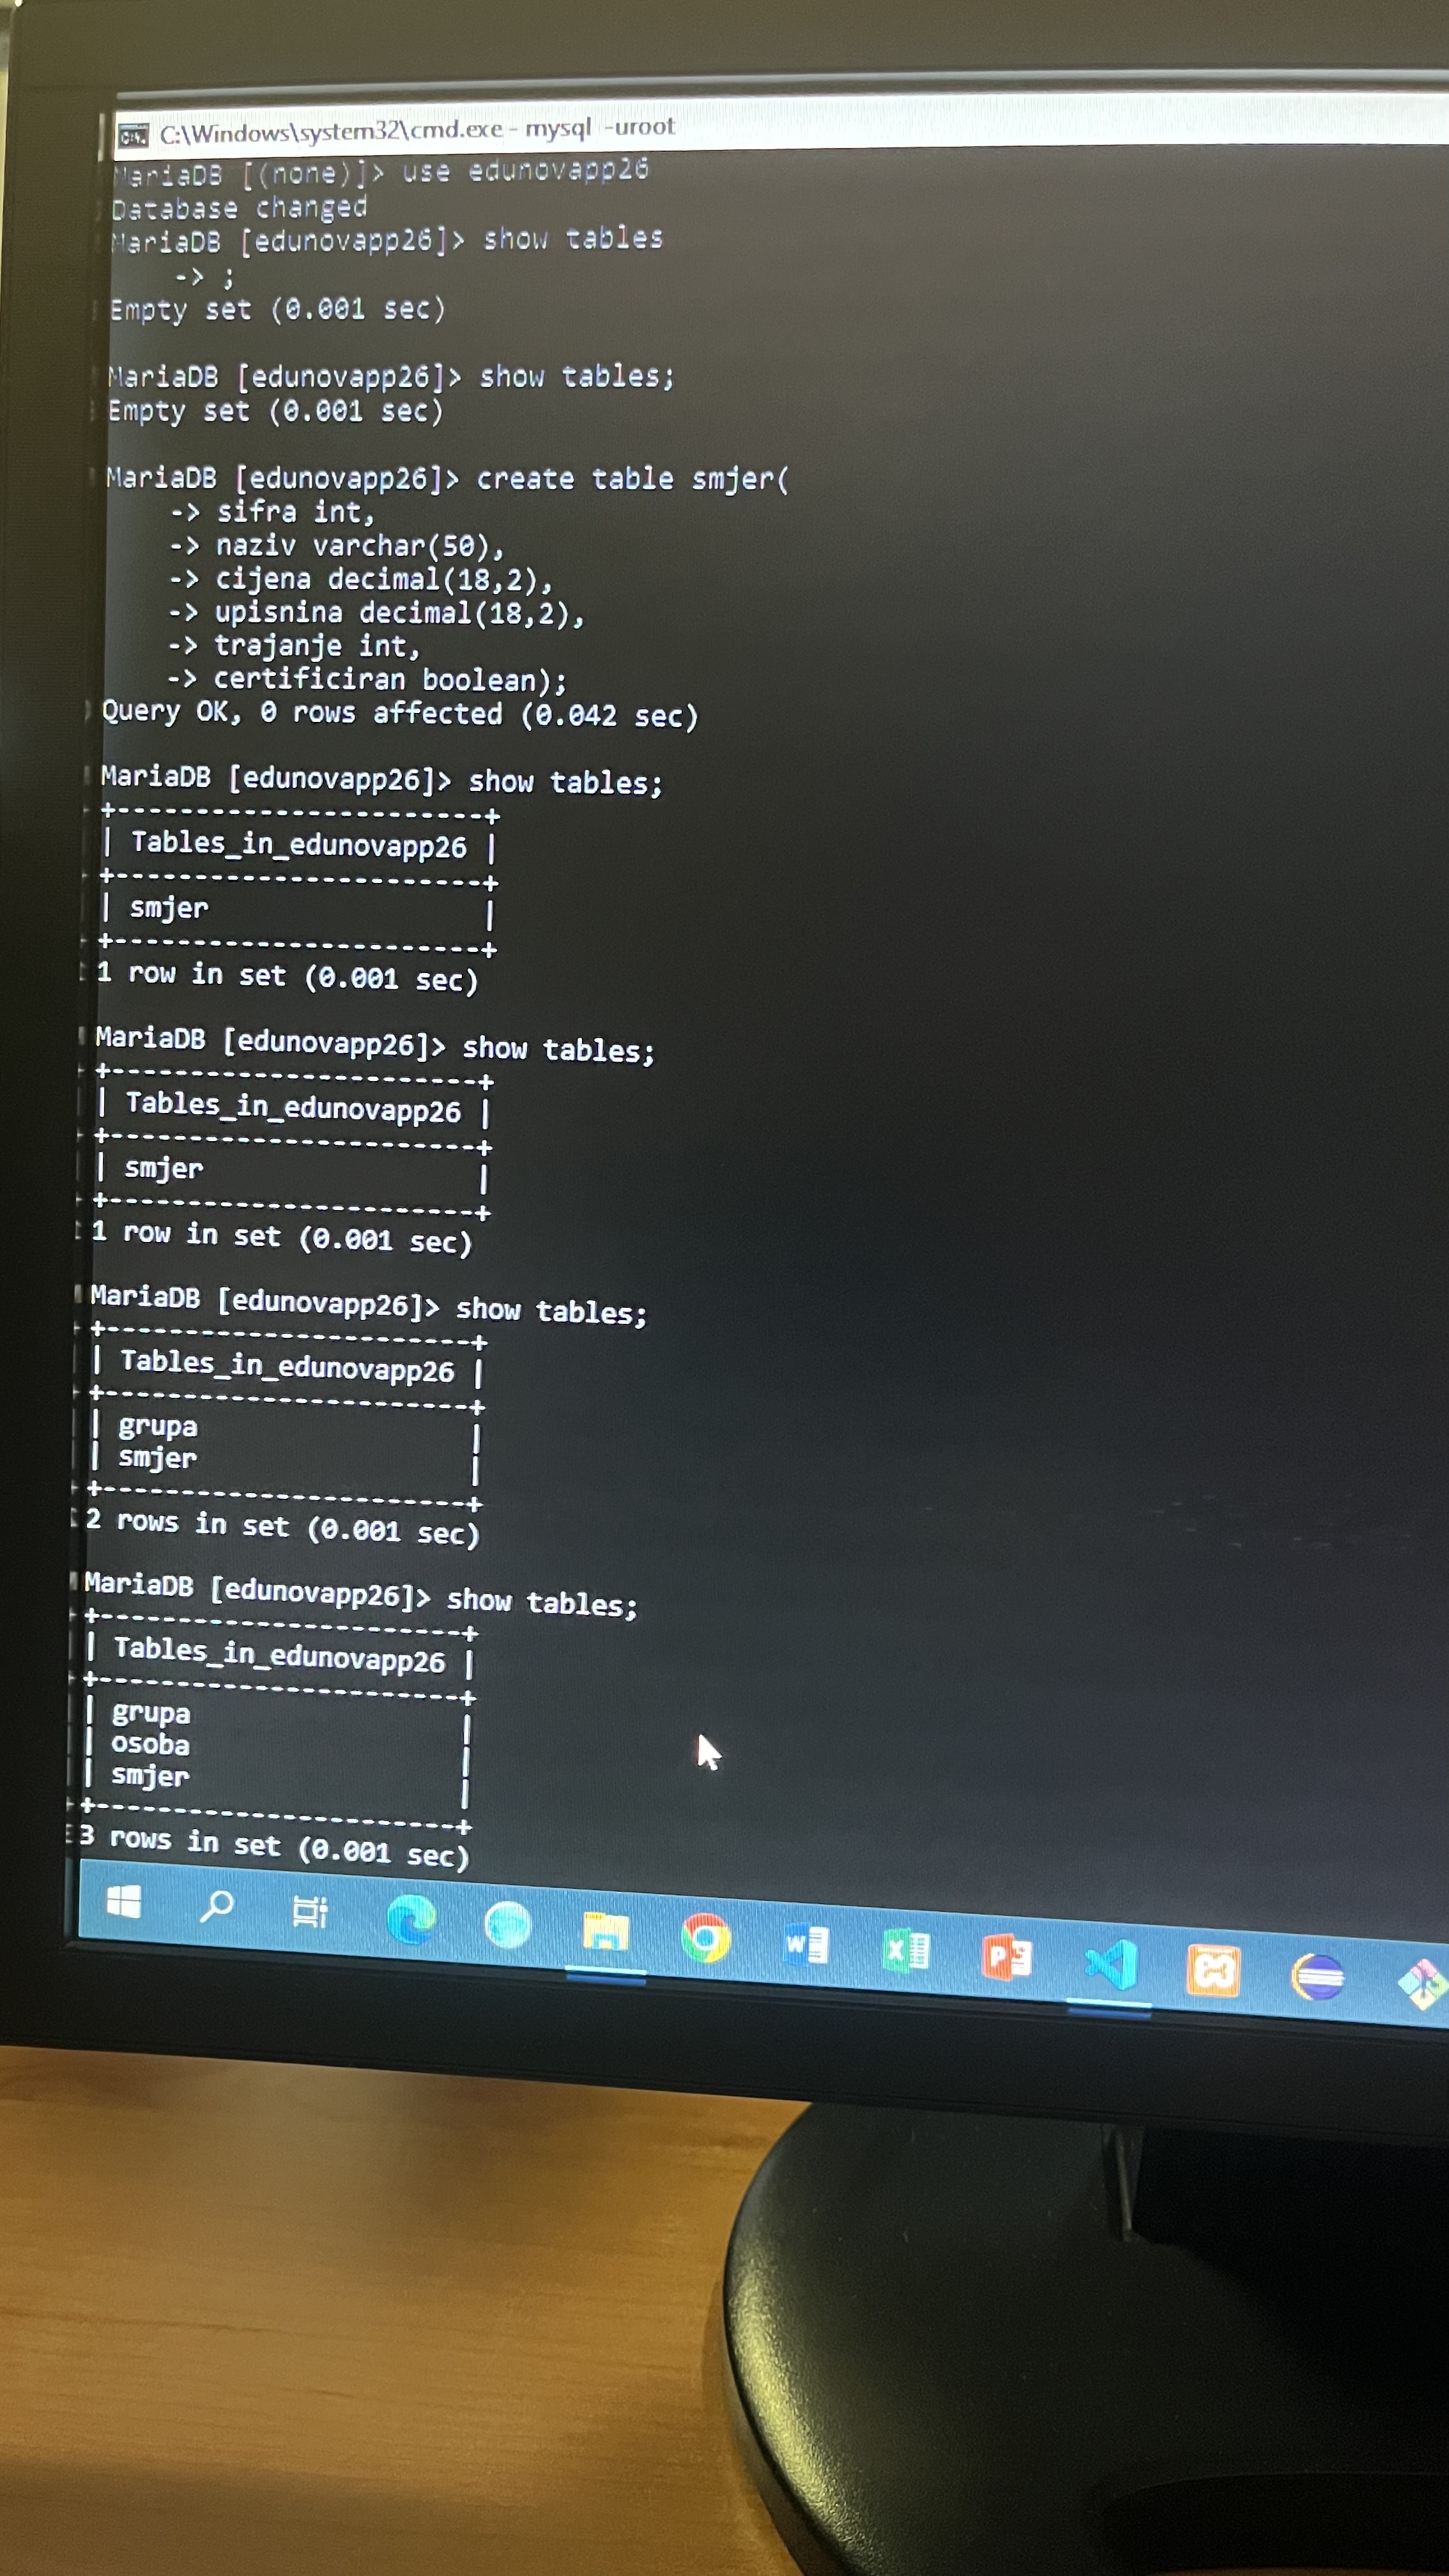 C:\Windows\system32\cmd.exe - mysql -uroot
MariaDB [(none)]> use edunovapp26
Database changed
MariaDB [edunovapp26]> show tables
    -> ;
Empty set (0.001 sec)

MariaDB [edunovapp26]> show tables;
Empty set (0.001 sec)

MariaDB [edunovapp26]> create table smjer(
    -> sifra int,
    -> naziv varchar(50),
    -> cijena decimal(18,2),
    -> upisnina decimal(18,2),
    -> trajanje int,
    -> certificiran boolean);
Query OK, 0 rows affected (0.042 sec)

MariaDB [edunovapp26]> show tables;
+-----------------------+
| Tables_in_edunovapp26 |
+-----------------------+
| smjer                 |
+-----------------------+
1 row in set (0.001 sec)

MariaDB [edunovapp26]> show tables;
+-----------------------+
| Tables_in_edunovapp26 |
+-----------------------+
| smjer                 |
+-----------------------+
1 row in set (0.001 sec)

MariaDB [edunovapp26]> show tables;
+-----------------------+
| Tables_in_edunovapp26 |
+-----------------------+
| grupa                 |
| smjer                 |
+-----------------------+
2 rows in set (0.001 sec)

MariaDB [edunovapp26]> show tables;
+-----------------------+
| Tables_in_edunovapp26 |
+-----------------------+
| grupa                 |
| osoba                 |
| smjer                 |
+-----------------------+
3 rows in set (0.001 sec)